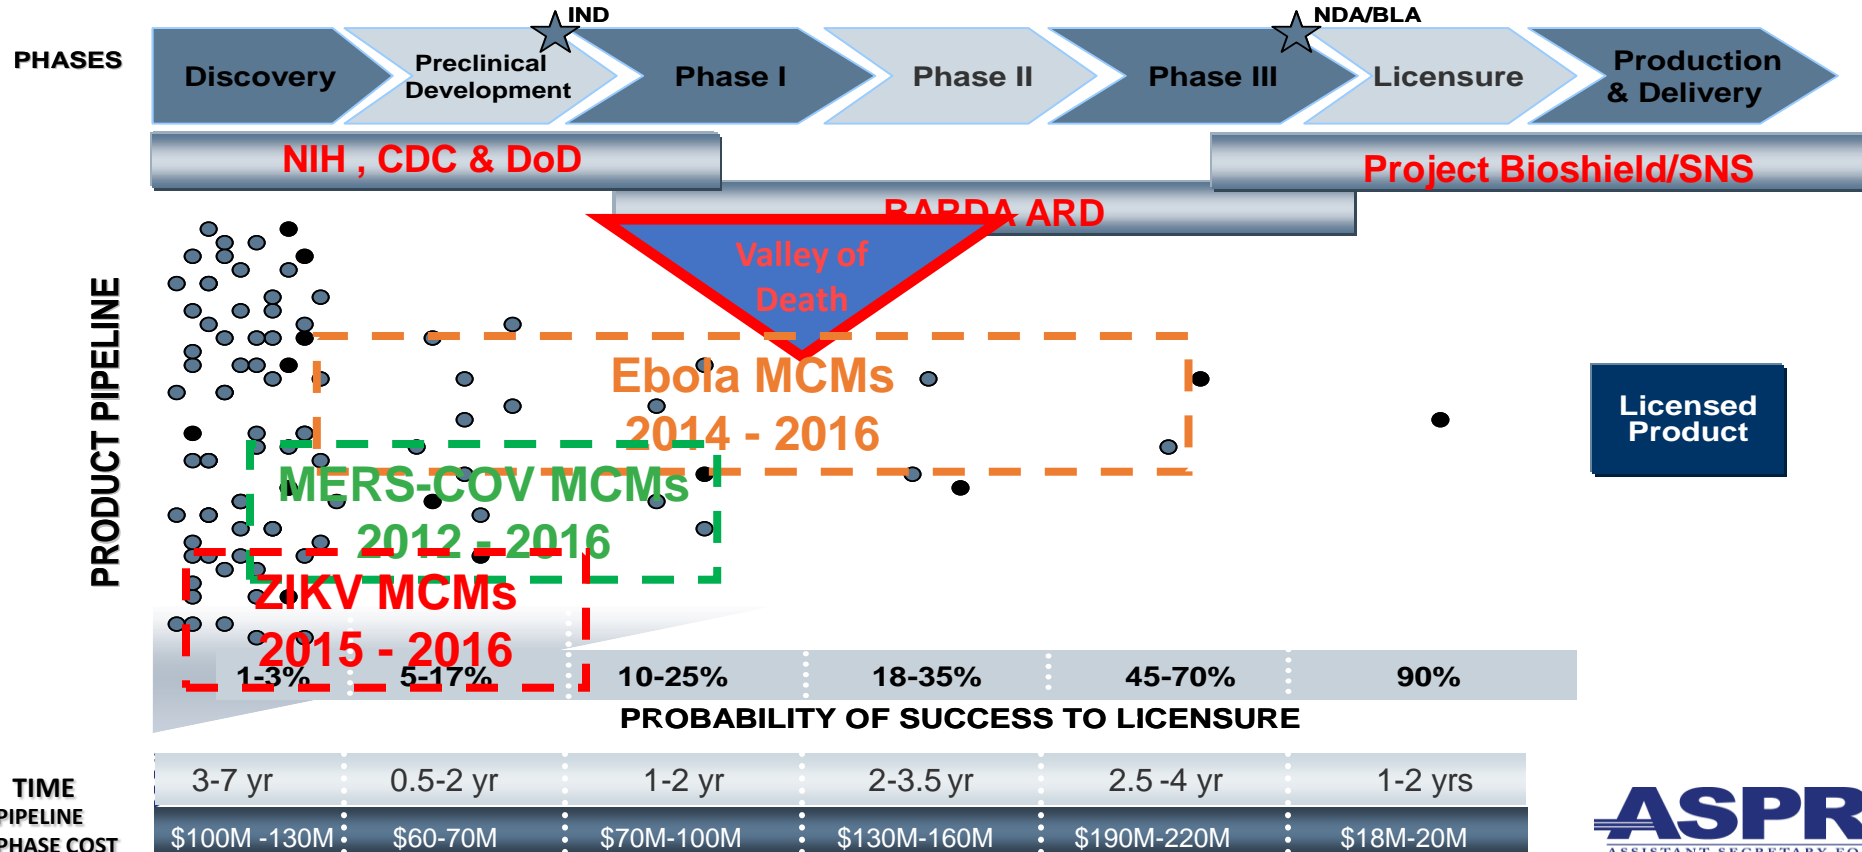 IND
NDA/BLA
PHASES
Discovery
Preclinical
Development
Phase I
Phase II
Phase III
Licensure
Production
& Delivery
NIH , CDC & DoD
Project Bioshield/SNS
BARDA ARD
Valley of
Death
PRODUCT PIPELINE
Ebola MCMs
2014 - 2016
Licensed
Product
MERS-COV MCMs
2012 - 2016
ZIKV MCMs
2015 - 2016
1-3%
5-17%
10-25%
18-35%
45-70%
90%
PROBABILITY OF SUCCESS TO LICENSURE
TIME
3-7 yr
0.5-2 yr
1-2 yr
2-3.5 yr
2.5 -4 yr
1-2 yrs
PIPELINE
PHASE COST
$100M -130M
$60-70M
$70M-100M
$130M-160M
$190M-220M
$18M-20M
ASPR
ASSISTANT SECRETARY FO